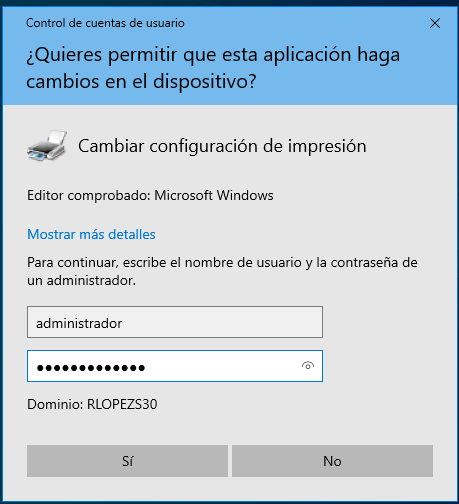 Control de cuentas de usuario
¿Quieres permitir que esta aplicación haga
cambios en el dispositivo?
Cambiar configuración de impresión
Editor comprobado: Microsoft Windows
Mostrar más detalles
Para continuar, escribe el nombre de usuario y la contraseña de
un administrador.
administrador
●●●●●●●●●●●●●
Dominio: RLOPEZS30
Sí
No